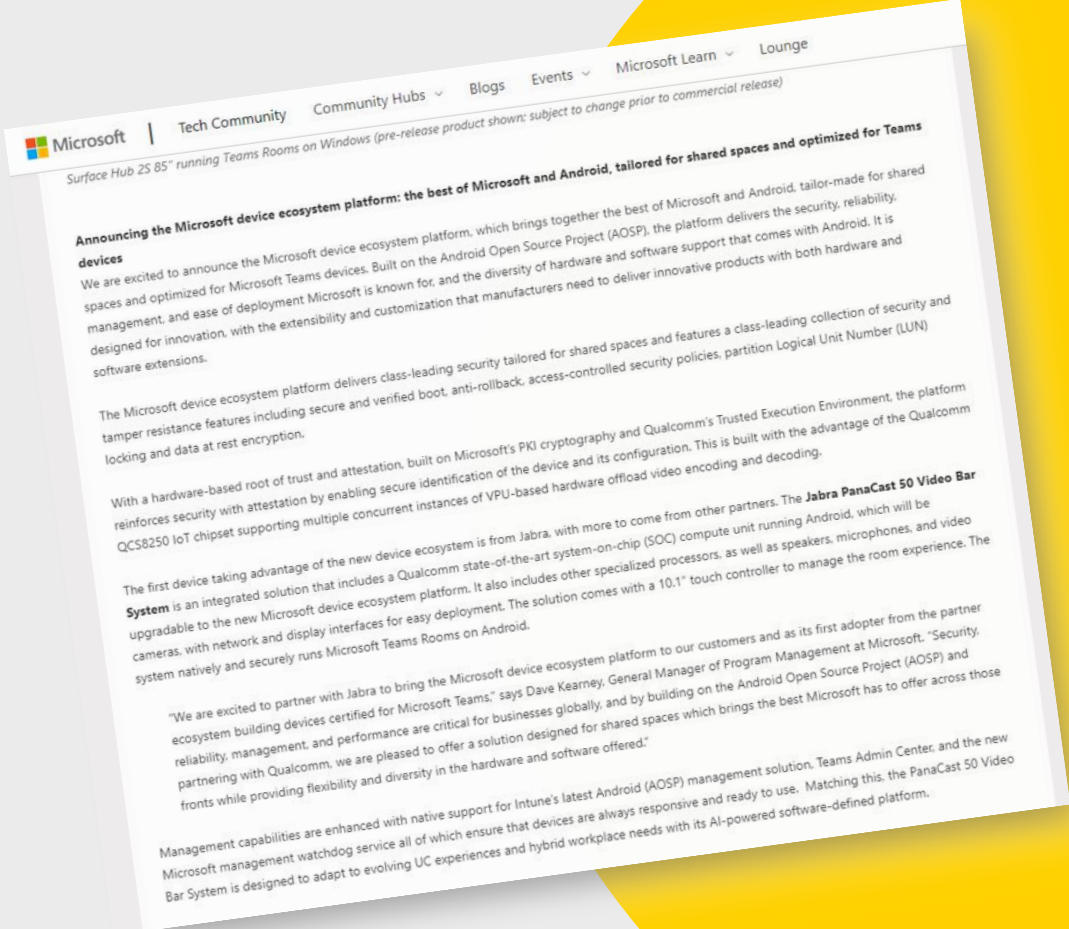 Microsoft | Tech Community Community Hubs Blogs Events Microsoft Learn Lounge
Surface Hub 2S 85" running Teams Rooms on Windows (pre-release product shown; subject to change prior to commercial release)
Announcing the Microsoft device ecosystem platform: the best of Microsoft and Android, tailored for shared spaces and optimized for Teams
devices
We are excited to announce the Microsoft device ecosystem platform, which brings together the best of Microsoft and Android, tailor-made for shared
spaces and optimized for Microsoft Teams devices. Built on the Android Open Source Project (AOSP), the platform delivers the security, reliability,
management, and ease of deployment Microsoft is known for, and the diversity of hardware and software support that comes with Android. It is
designed for innovation, with the extensibility and customization that manufacturers need to deliver innovative products with both hardware and
software extensions.
The Microsoft device ecosystem platform delivers class-leading security tailored for shared spaces and features a class-leading collection of security and
tamper resistance features including secure and verified boot, anti-rollback, access-controlled security policies, partition Logical Unit Number (LUN)
locking and data at rest encryption.
With a hardware-based root of trust and attestation, built on Microsoft's PKI cryptography and Qualcomm's Trusted Execution Environment, the platform
reinforces security with attestation by enabling secure identification of the device and its configuration. This is built with the advantage of the Qualcomm
QCS8250 IoT chipset supporting multiple concurrent instances of VPU-based hardware offload video encoding and decoding.
The first device taking advantage of the new device ecosystem is from Jabra, with more to come from other partners. The Jabra PanaCast 50 Video Bar
System is an integrated solution that includes a Qualcomm state-of-the-art system-on-chip (SOC) compute unit running Android, which will be
upgradable to the new Microsoft device ecosystem platform. It also includes other specialized processors, as well as speakers, microphones, and video
cameras, with network and display interfaces for easy deployment. The solution comes with a 10.1" touch controller to manage the room experience. The
system natively and securely runs Microsoft Teams Rooms on Android.
"We are excited to partner with Jabra to bring the Microsoft device ecosystem platform to our customers and as its first adopter from the partner
ecosystem building devices certified for Microsoft Teams," says Dave Kearney, General Manager of Program Management at Microsoft. "Security,
reliability, management, and performance are critical for businesses globally, and by building on the Android Open Source Project (AOSP) and
partnering with Qualcomm, we are pleased to offer a solution designed for shared spaces which brings the best Microsoft has to offer across those
fronts while providing flexibility and diversity in the hardware and software offered."
Management capabilities are enhanced with native support for Intune's latest Android (AOSP) management solution, Teams Admin Center, and the new
Microsoft management watchdog service all of which ensure that devices are always responsive and ready to use. Matching this, the PanaCast 50 Video
Bar System is designed to adapt to evolving UC experiences and hybrid workplace needs with its AI-powered software-defined platform.